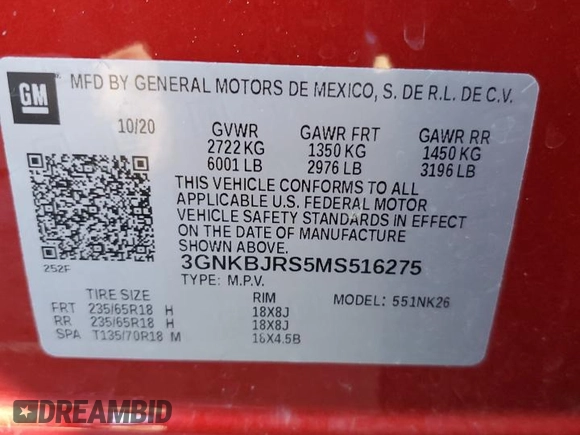 GM
MFD BY GENERAL MOTORS DE MEXICO, S. DE R.L. DE C.V.
10/20 GVWR GAWR FRT GAWR RR
2722 KG 1350 KG 1450 KG
6001 LB 2976 LB 3196 LB
THIS VEHICLE CONFORMS TO ALL
APPLICABLE U.S. FEDERAL MOTOR
VEHICLE SAFETY STANDARDS IN EFFECT
ON THE DATE OF MANUFACTURE
SHOWN ABOVE.
252F
3GNKBJRS5MS516275
TYPE: M.P.V. MODEL: 551NK26
TIRE SIZE RIM
FRT 235/65R18 H 18X8J
RR 235/65R18 H 18X8J
SPA T135/70R18 M 18X4.5B
DREAMBID